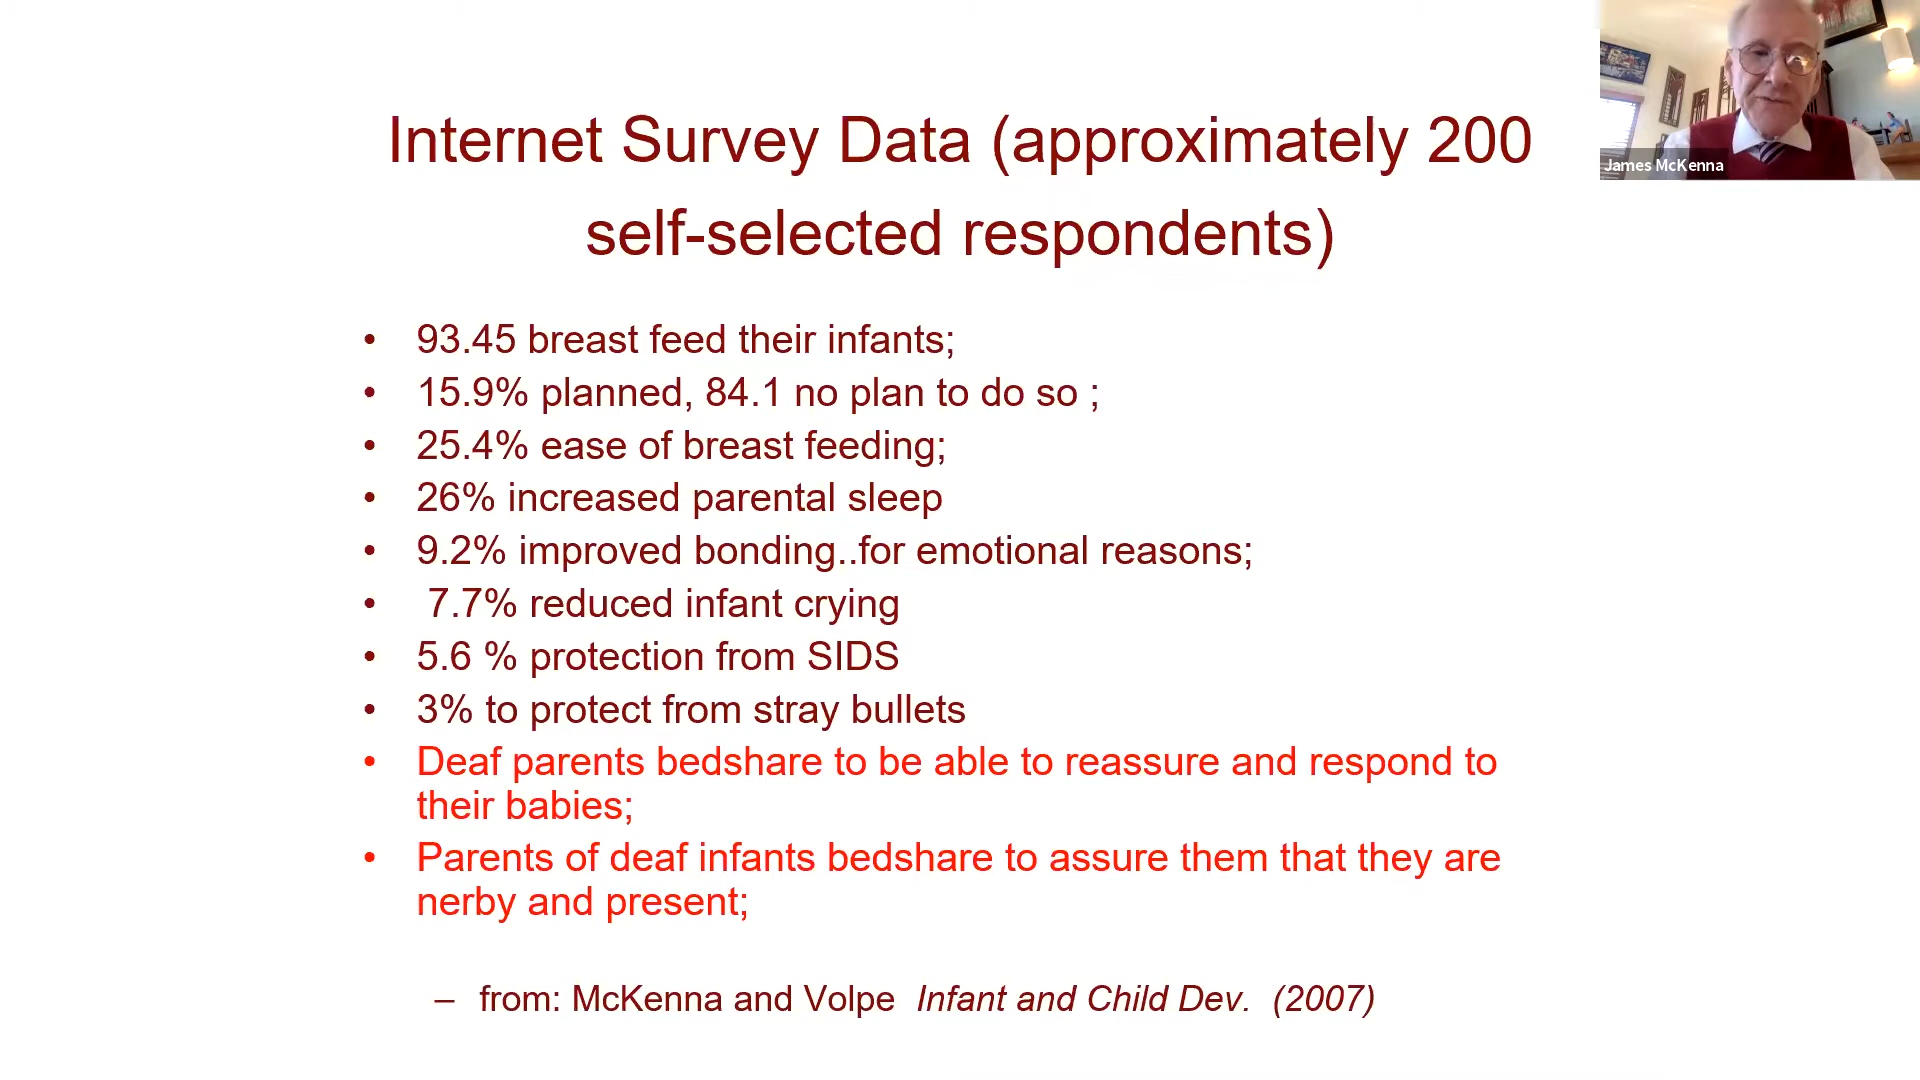 Internet Survey Data (approximately 200
self-selected respondents)
James McKenna
• 93.45 breast feed their infants;
• 15.9% planned, 84.1 no plan to do so ;
• 25.4% ease of breast feeding;
• 26% increased parental sleep
• 9.2% improved bonding..for emotional reasons;
• 7.7% reduced infant crying
• 5.6 % protection from SIDS
• 3% to protect from stray bullets
• Deaf parents bedshare to be able to reassure and respond to
their babies;
• Parents of deaf infants bedshare to assure them that they are
nerby and present;
– from: McKenna and Volpe Infant and Child Dev. (2007)